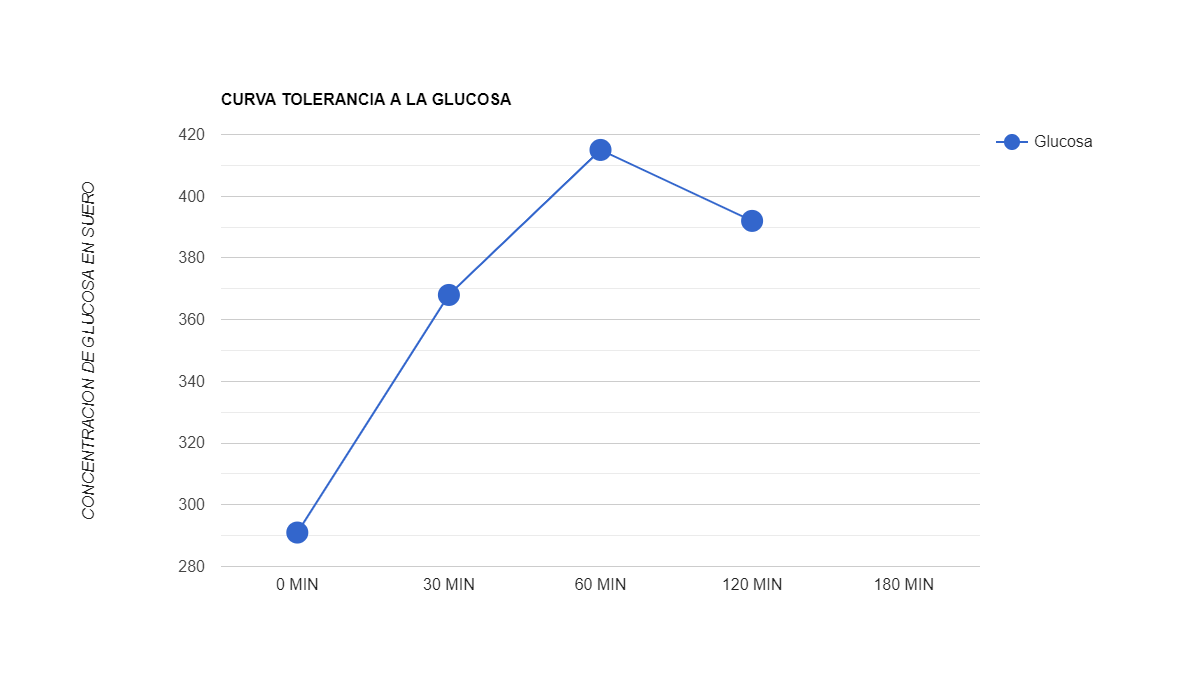 CURVA TOLERANCIA A LA GLUCOSA
CONCENTRACION DE GLUCOSA EN SUERO
420
400
380
360
340
320
300
280
0 MIN
30 MIN
60 MIN
120 MIN
180 MIN
Glucosa